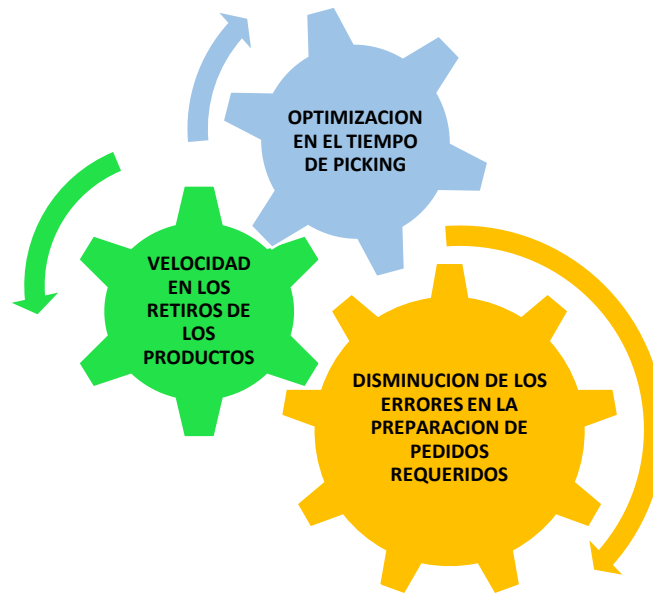 OPTIMIZACION
EN EL TIEMPO
DE PICKING
VELOCIDAD
EN LOS
RETIROS DE
LOS
PRODUCTOS
DISMINUCION DE LOS
ERRORES EN LA
PREPARACION DE
PEDIDOS
REQUERIDOS